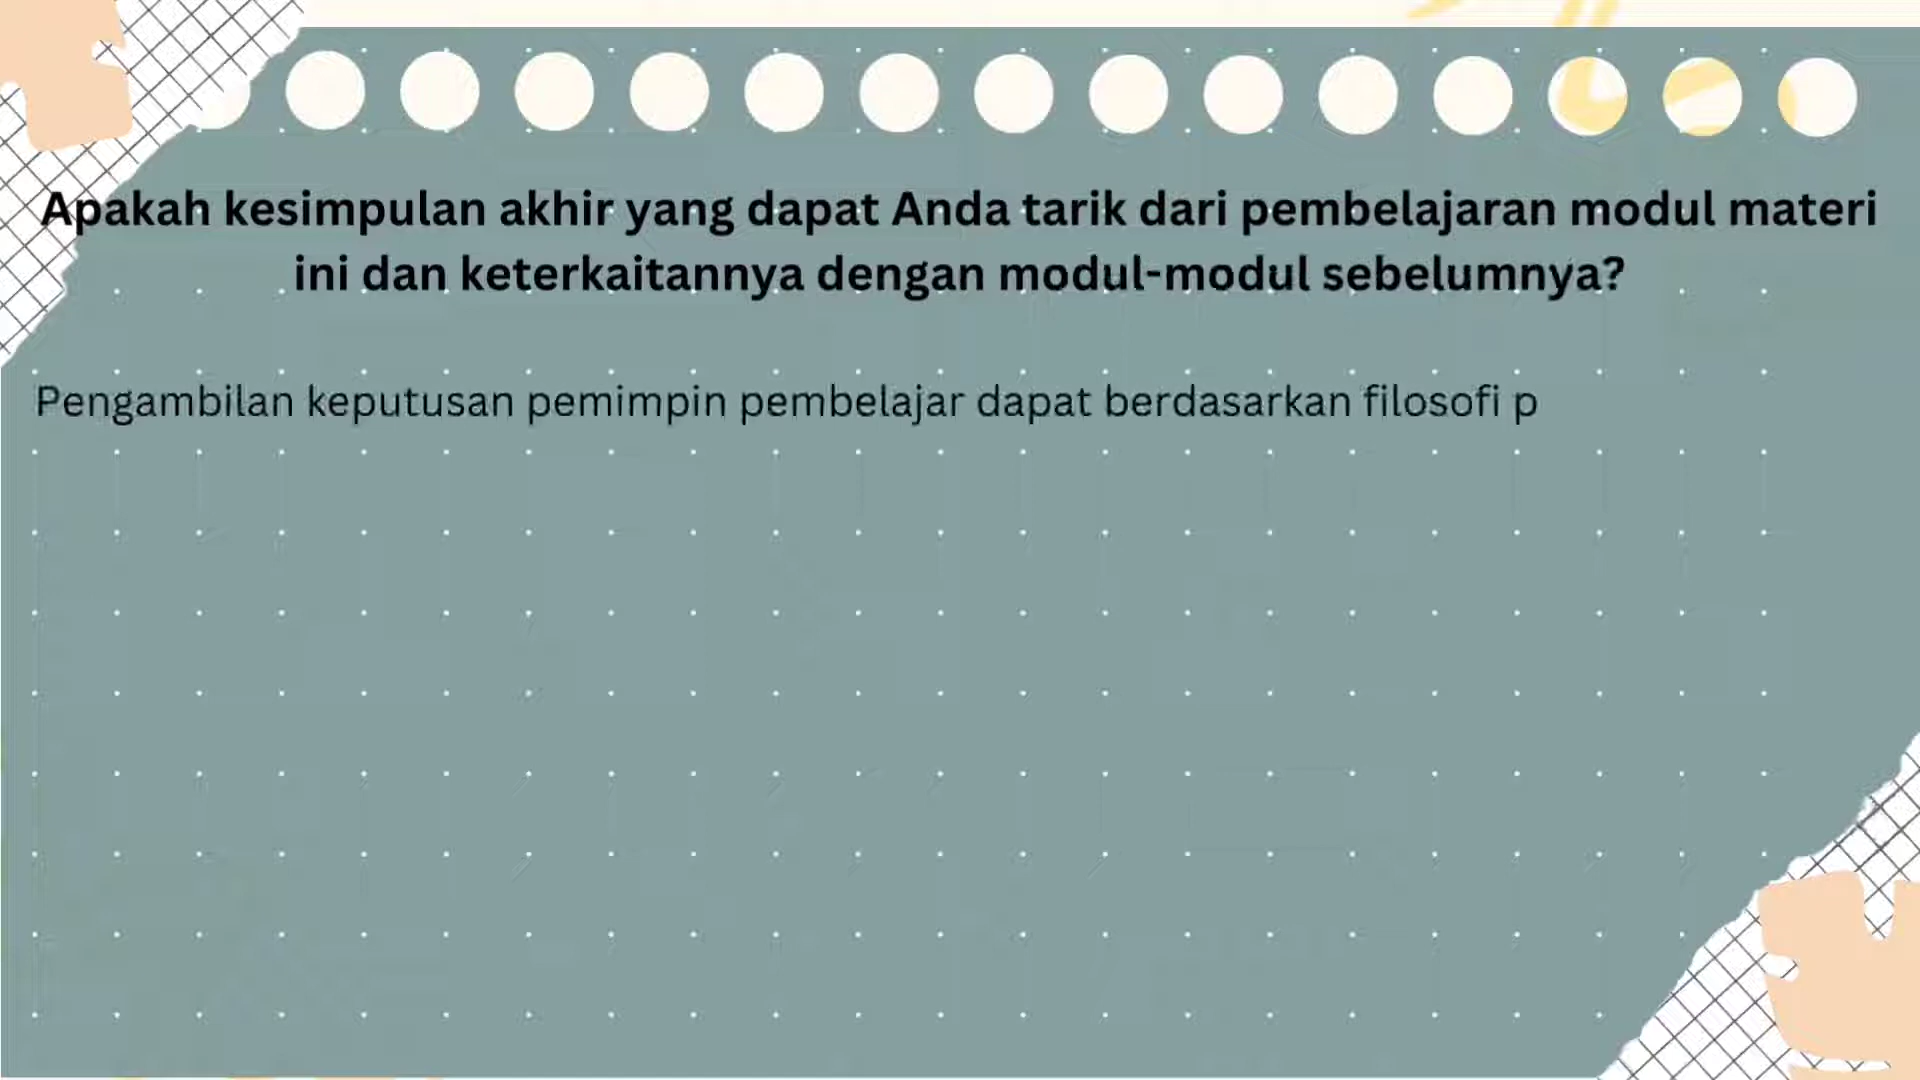 Apakah kesimpulan akhir yang dapat Anda tarik dari pembelajaran modul materi
ini dan keterkaitannya dengan modul-modul sebelumnya?
Pengambilan keputusan pemimpin pembelajar dapat berdasarkan filosofi p